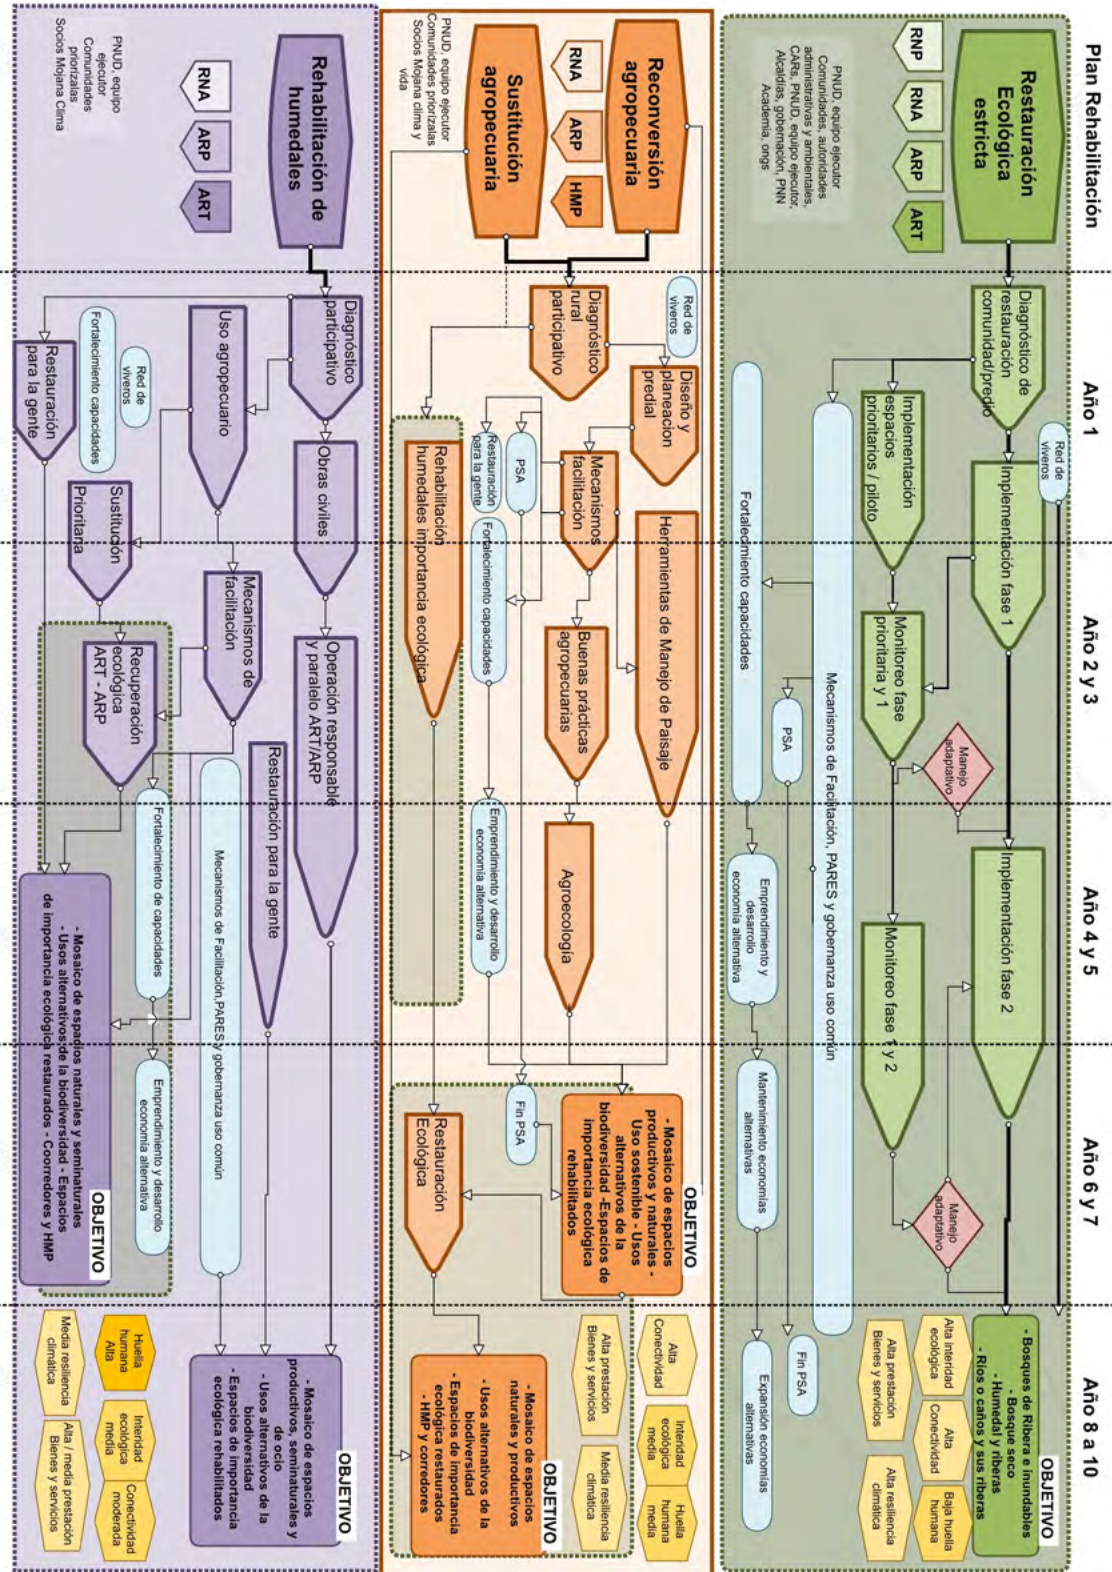 Plan Rehabilitación
Año 1
Año 2 y 3
Año 4 y 5
Año 6 y 7
Año 8 a 10
Restauración
Ecológica
estricta
RNP
RNA
ARP
ART
PNUD, equipo ejecutor
Comunidades, autoridades
administrativas y ambientales,
CARs, PNUD, equipo ejecutor,
Alcaldías, gobernación, PNN
Academia, ongs
Diagnóstico de
restauración
comunidad/predio
Implementación
espacios
prioritarios / piloto
Red de
viveros
Implementación fase 1
Monitoreo fase
prioritaria y 1
Manejo
adaptativo
Implementación fase 2
Monitoreo fase 1 y 2
Manejo
adaptativo
Mecanismos de Facilitación, PARES y gobernanza uso común
Fortalecimiento capacidades
PSA
Fin PSA
Emprendimiento y
desarrollo
economía alternativa
Mantenimiento economías
alternativas
Expansión economías
alternativas
OBJETIVO
- Bosques de Ribera e inundables
- Bosque seco
- Humedal y riberas
- Ríos o caños y sus riberas
Alta interidad
ecológica
Alta
Conectividad
Baja huella
humana
Alta prestación
Bienes y servicios
Alta resiliencia
climática
Reconversión
agropecuaria
Sustitución
agropecuaria
RNA
ARP
HMP
PNUD, equipo ejecutor
Comunidades priorizalas
Socios Mojana clima y
vida
Red de
viveros
Diagnóstico
rural
participativo
Diseño y
planeacion
predial
Mecanismos
facilitación
PSA
Restauración
para la gente
Herramientas de Manejo de Paisaje
Buenas prácticas
agropecuarias
Fortalecimiento capacidades
Rehabilitación
humedales importancia ecológica
Agroecología
Emprendimiento y desarrollo
economía alternativa
Fin PSA
Restauración
Ecológica
OBJETIVO
- Mosaico de espacios
productivos y naturales -
Uso sostenible - Usos
alternativos de la
biodiversidad -Espacios de
importancia ecológica
rehabilitados
Alta
Conectividad
Interidad
ecológica
media
Huella
humana
media
Alta prestación
Bienes y servicios
Media resiliencia
climática
OBJETIVO
- Mosaico de espacios
naturales y productivos
- Usos alternativos de la
biodiversidad
- Espacios de importancia
ecológica restaurados
- HMP y corredores
Rehabilitación de
humedales
RNA
ARP
ART
PNUD, equipo
ejecutor
Comunidades
priorizalas
Socios Mojana Clima
Diagnóstico
participativo
Uso agropecuario
Fortalecimiento capacidades
Red de
viveros
Restauración
para la gente
Obras civiles
Sustitución
Prioritaria
Operación responsable
y paralelo ART/ARP
Mecanismos de
facilitación
Recuperación
ecológica
ART - ARP
Restauración para la gente
Mecanismos de Facilitación,PARES y gobernanza uso común
Fortalecimiento de capacidades
Emprendimiento y desarrollo
economía alternativa
OBJETIVO
- Mosaico de espacios naturales y seminaturales
- Usos alternativos de la biodiversidad - Espacios
de importancia ecológica restaurados - Coorredores y HMP
OBJETIVO
- Mosaico de espacios
productivos, seminaturales y
de ocio
- Usos alternativos de la
biodiversidad
- Espacios de importancia
ecológica rehabilitados
Huella
humana
Alta
Interidad
ecológica
media
Conectividad
moderada
Media resiliencia
climática
Alta / media prestación
Bienes y servicios